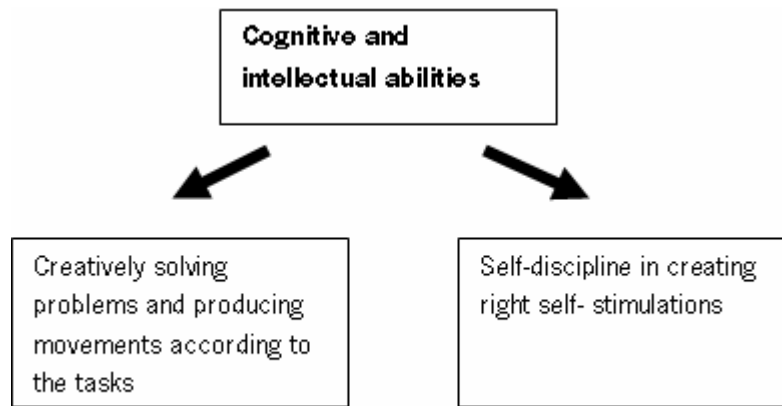 Cognitive and
intellectual abilities
Creatively solving
problems and producing
movements according to
the tasks
Self-discipline in creating
right self- stimulations